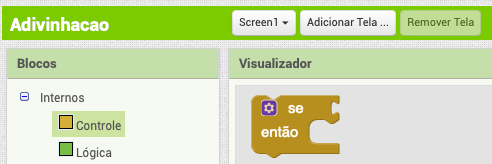 Adivinhacao
Screen1 Adicionar Tela ... Remover Tela
Blocos
Visualizador
Internos
Controle
Lógica
se
então